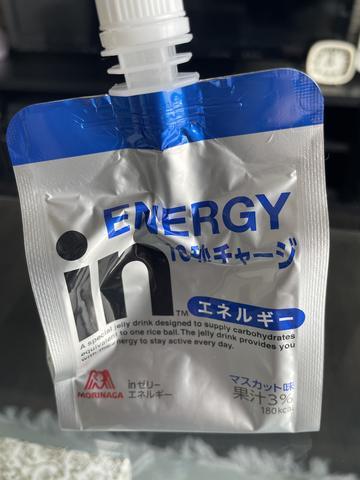 ENERGY
10秒チャージ
in™
エネルギー
A special jelly drink designed to supply carbohydrates
equivalent to one rice ball. The jelly drink provides you
with the energy to stay active every day.
MORINAGA
inゼリー
エネルギー
マスカット味
果汁3%
180kcal